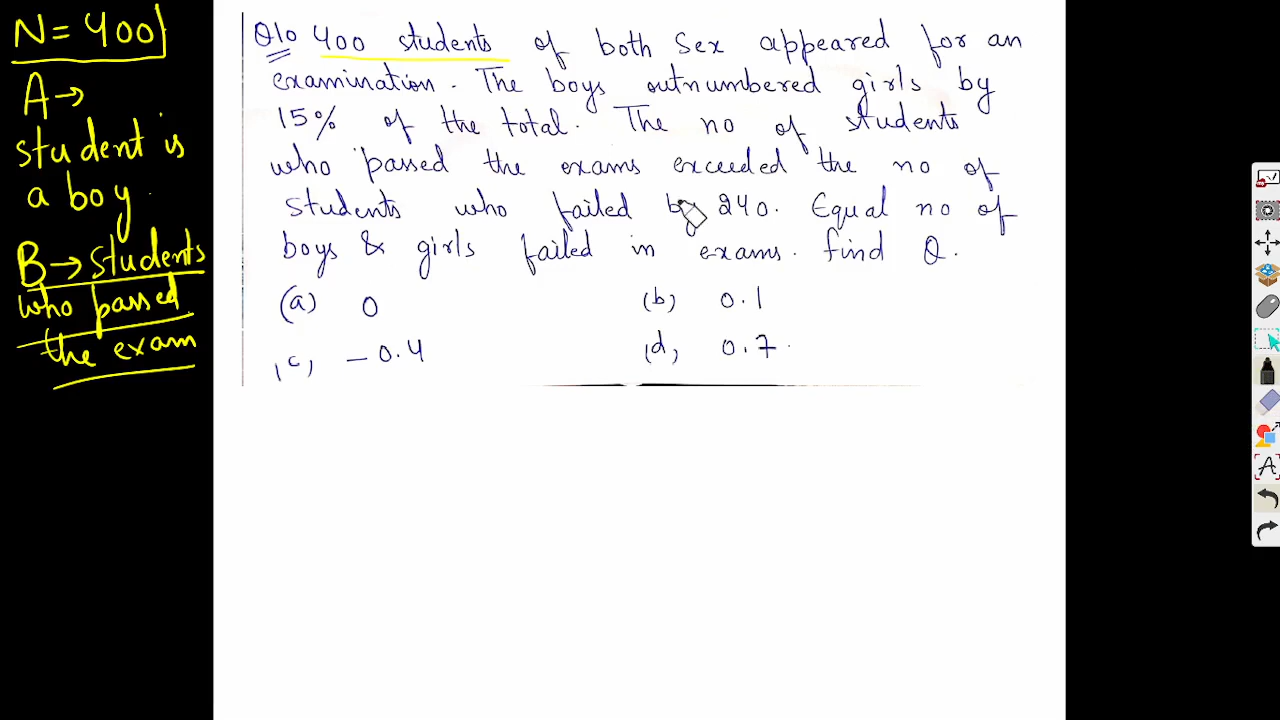 N = 400
A →
student is
a boy.
B → students
who passed
the exam
Q10 400 students of both Sex appeared for an
examination. The boys outnumbered girls by
15% of the total. The no of students
who passed the exams exceeded the no of
students who failed by 240. Equal no of
boys & girls failed in exams. find Q.
(a) 0 (b) 0.1
(c) -0.4 (d) 0.7.